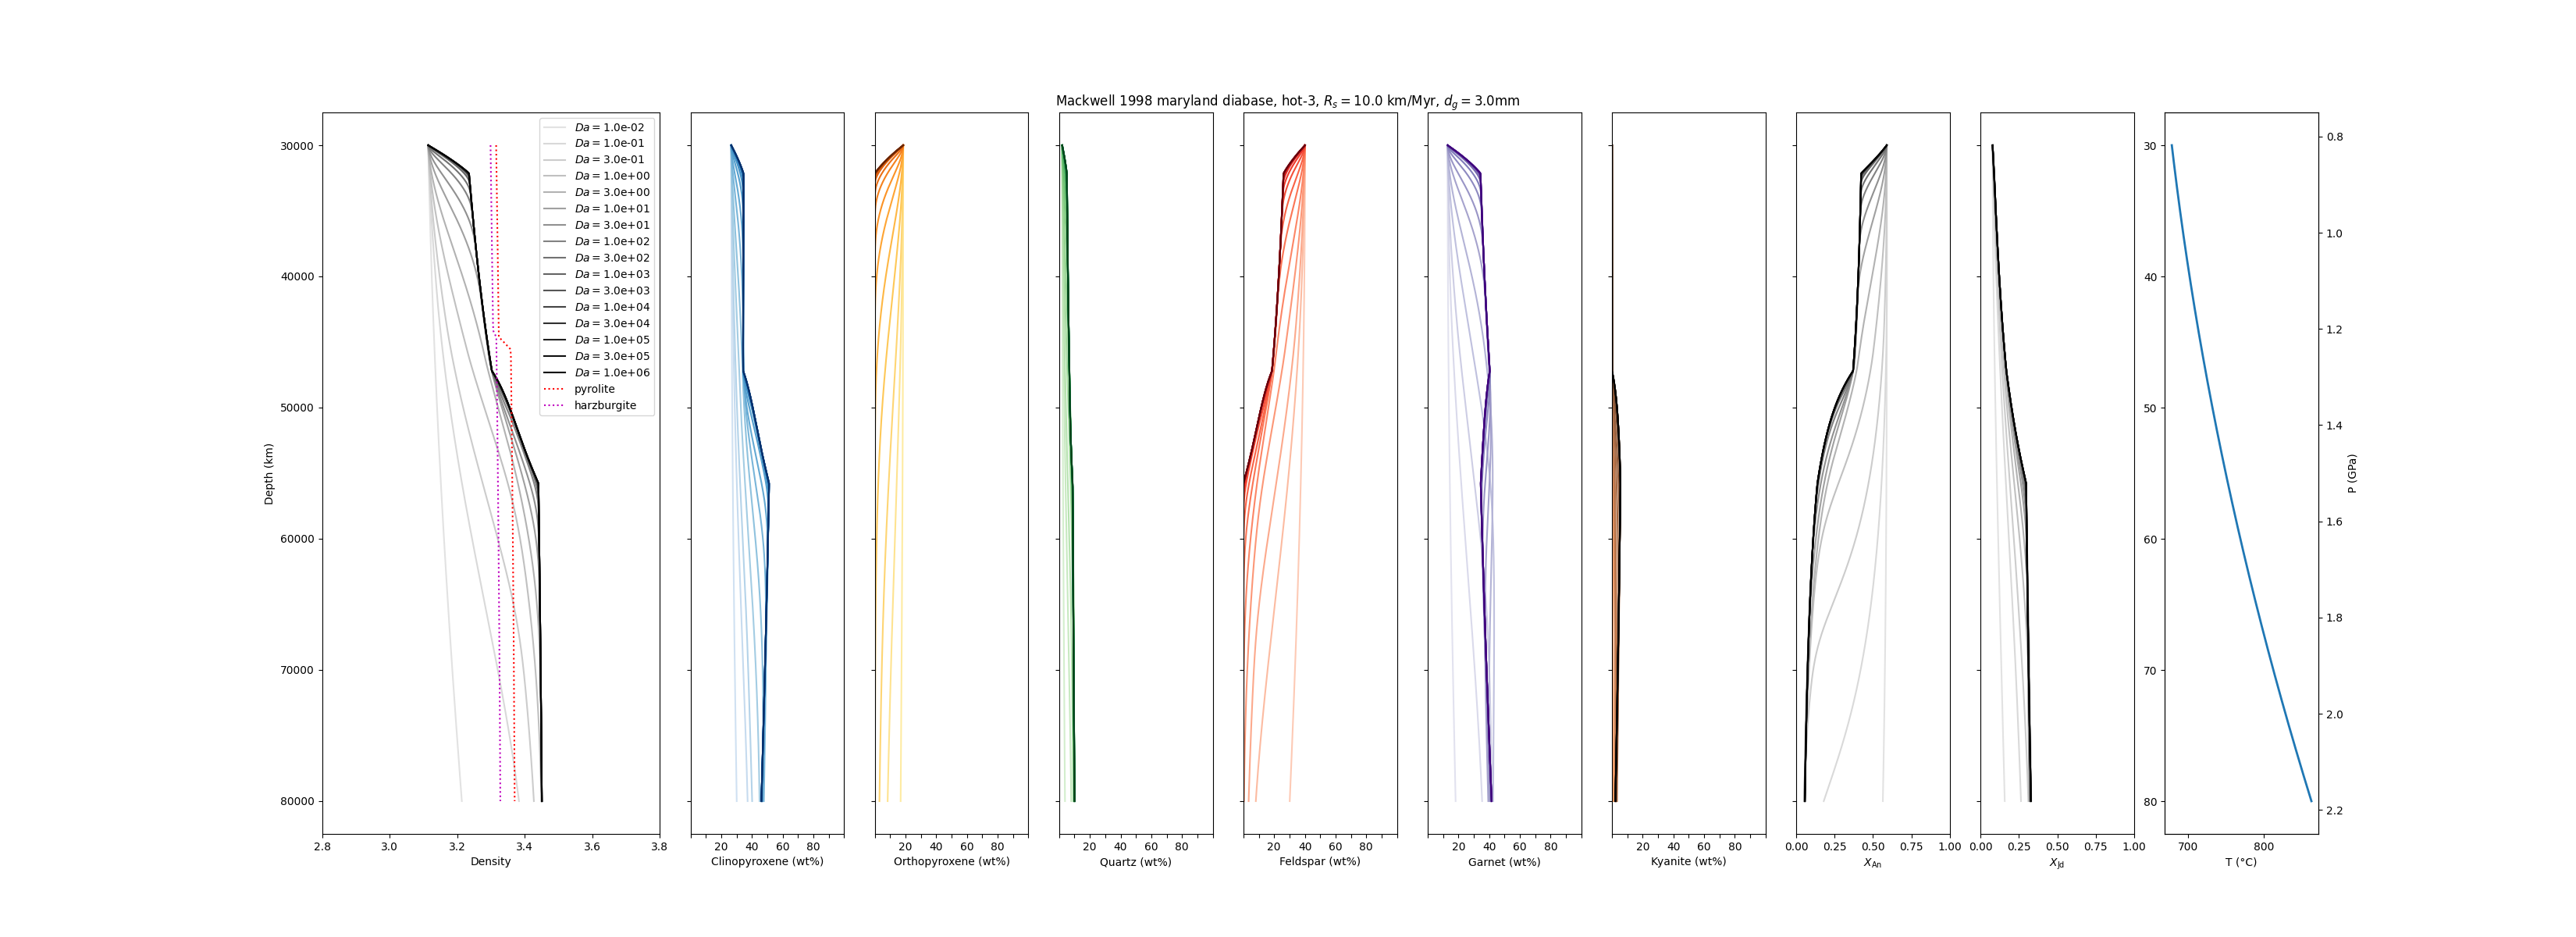 Mackwell 1998 maryland diabase, hot-3, Rs = 10.0 km/Myr, dg = 3.0mm
Da = 1.0e-02
Da = 1.0e-01
Da = 3.0e-01
Da = 1.0e+00
Da = 3.0e+00
Da = 1.0e+01
Da = 3.0e+01
Da = 1.0e+02
Da = 3.0e+02
Da = 1.0e+03
Da = 3.0e+03
Da = 1.0e+04
Da = 3.0e+04
Da = 1.0e+05
Da = 3.0e+05
Da = 1.0e+06
pyrolite
harzburgite
Depth (km)
30000
40000
50000
60000
70000
80000
2.8 3.0 3.2 3.4 3.6 3.8
Density
20 40 60 80
Clinopyroxene (wt%)
20 40 60 80
Orthopyroxene (wt%)
20 40 60 80
Quartz (wt%)
20 40 60 80
Feldspar (wt%)
20 40 60 80
Garnet (wt%)
20 40 60 80
Kyanite (wt%)
0.00 0.25 0.50 0.75 1.00
XAn
0.00 0.25 0.50 0.75 1.00
XJd
30
40
50
60
70
80
700 800
T (°C)
0.8
1.0
1.2
1.4
1.6
1.8
2.0
2.2
P (GPa)